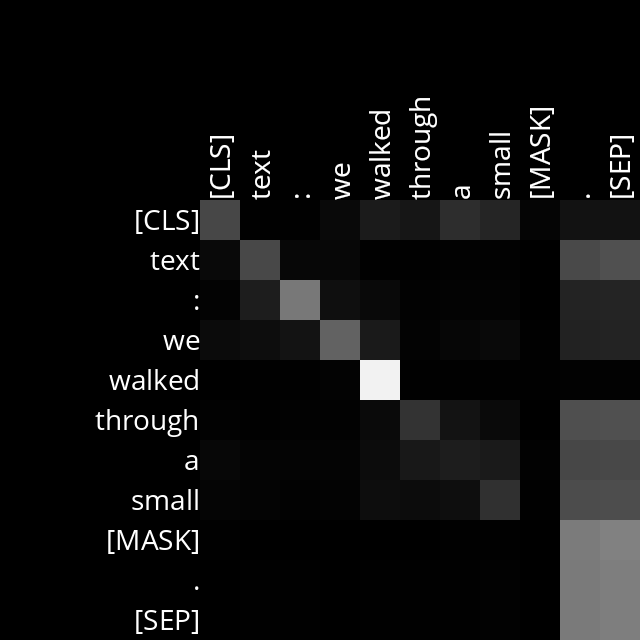 [CLS] text : we walked through a small [MASK] . [SEP]
[CLS]
text
:
we
walked
through
a
small
[MASK]
.
[SEP]